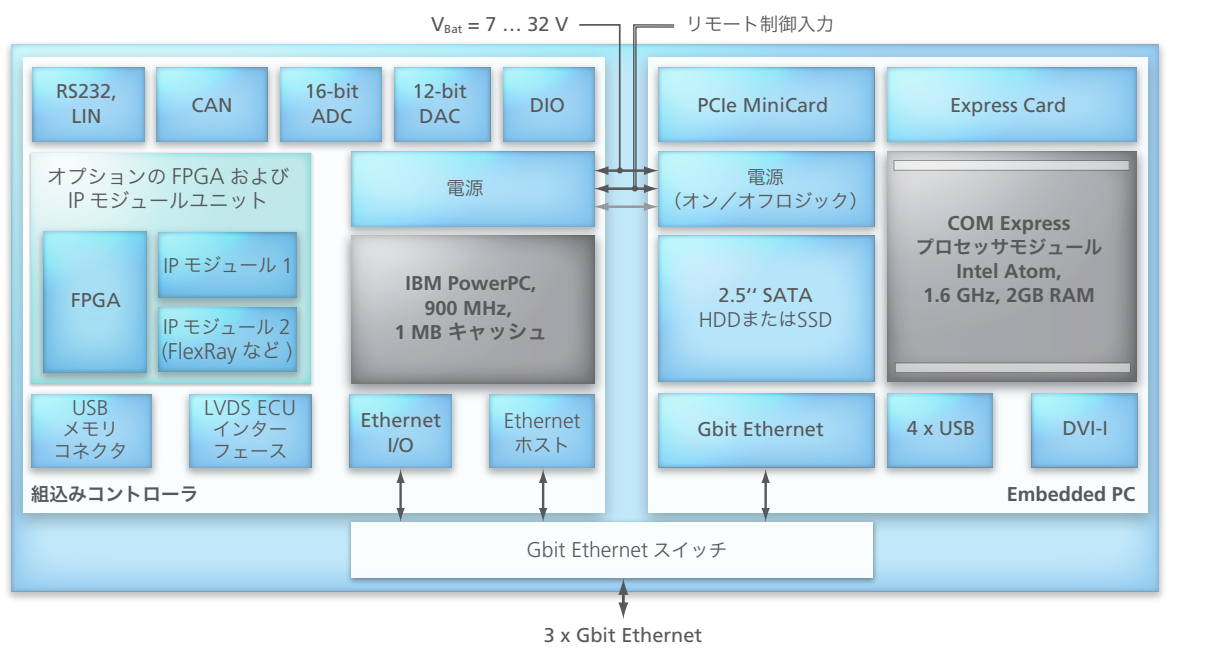 VBat = 7 … 32 V
リモート制御入力
RS232,
LIN
CAN
16-bit
ADC
12-bit
DAC
DIO
オプションの FPGA および
IP モジュールユニット
FPGA
IP モジュール 1
IP モジュール 2
(FlexRay など )
電源
IBM PowerPC,
900 MHz,
1 MB キャッシュ
USB
メモリ
コネクタ
LVDS ECU
インター
フェース
Ethernet
I/O
Ethernet
ホスト
組込みコントローラ
PCIe MiniCard
Express Card
電源
（オン／オフロジック）
COM Express
プロセッサモジュール
Intel Atom,
1.6 GHz, 2GB RAM
2.5“ SATA
HDDまたはSSD
Gbit Ethernet
4 x USB
DVI-I
Embedded PC
Gbit Ethernet スイッチ
3 x Gbit Ethernet